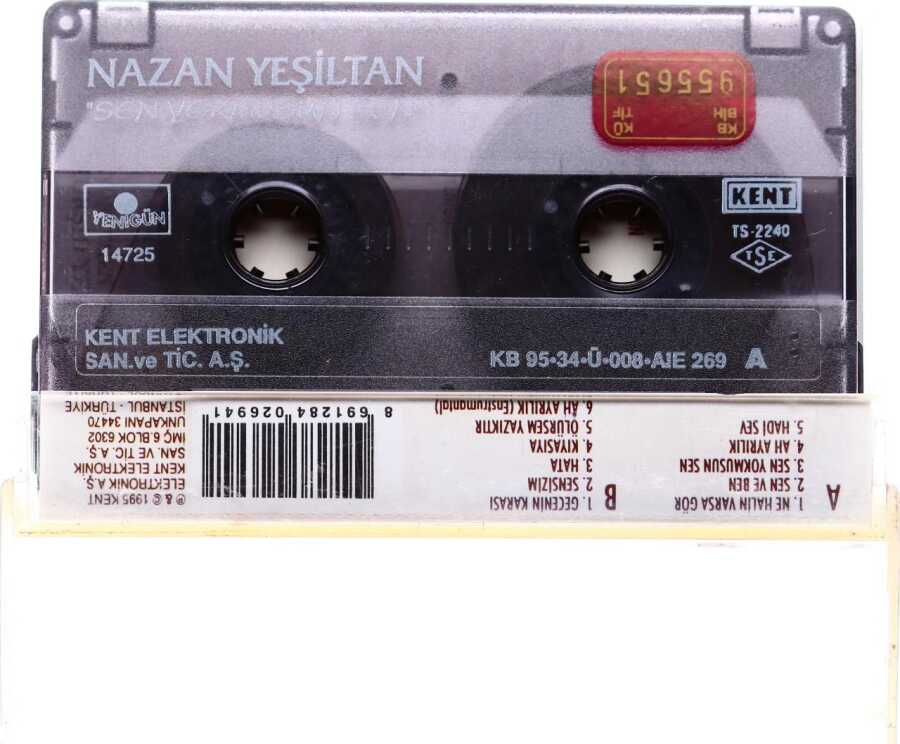 NAZAN YEŞİLTAN
KÜ KB
TİF BİH
955651
YENİGÜN
14725
KENT
TS-2240
TSE
KENT ELEKTRONİK
SAN.ve TİC. A.Ş.
KB 95•34•Ü•008•AIE 269 A
A
1. NE HALIN VARSA GÖR
2. SEN VE BEN
3. SEN YOKMUSUN SEN
4. AH AYRILIK
5. HADİ SEV
B
1. GECENİN KARASI
2. SENSİZİM
3. HATA
4. KIYASIYA
5. ÖLÜRSEM YAZIKTIR
6. AH AYRILIK (Enstrumantal)
8 691284 026941
℗ & © 1995 KENT
ELEKTRONİK A.Ş.
KENT ELEKTRONİK
SAN. VE TİC. A.Ş.
İMÇ 6.BLOK 6302
UNKAPANI 34470
İSTANBUL - TÜRKİYE